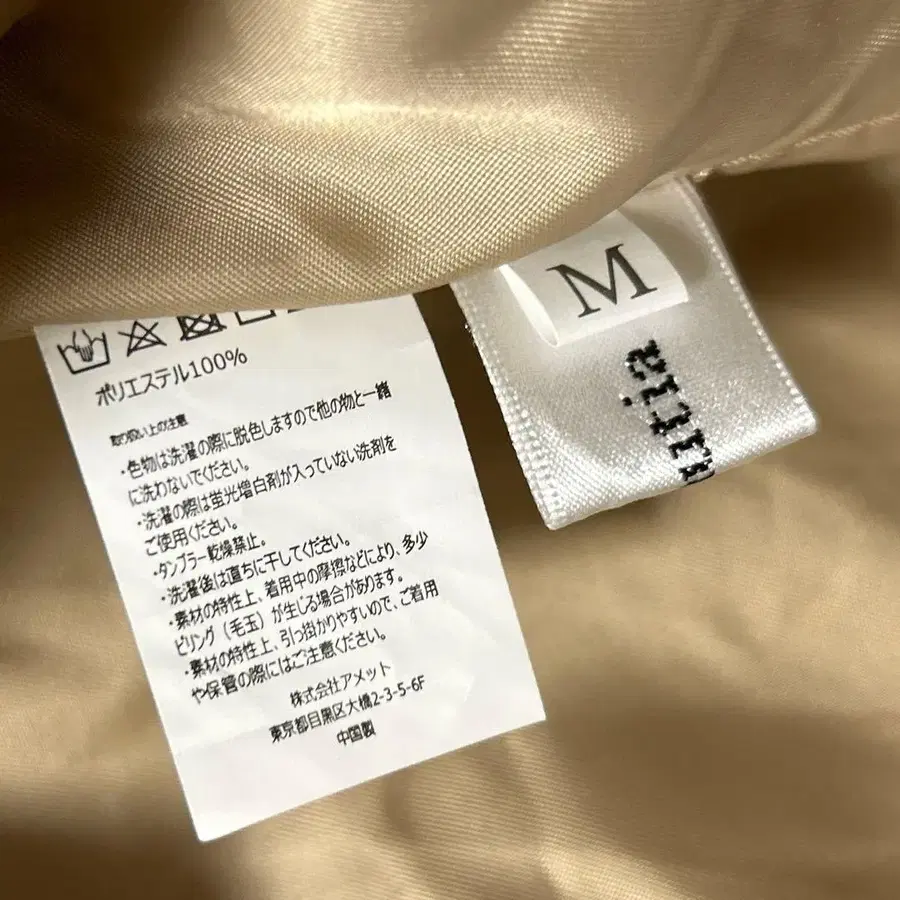 ポリエステル100%
取り扱い上の注意
・色物は洗濯の際に脱色しますので他の物と一緒
に洗わないでください。
・洗濯の際は蛍光増白剤が入っていない洗剤を
ご使用ください。
・タンブラー乾燥禁止。
・洗濯後は直ちに干してください。
・素材の特性上、着用中の摩擦などにより、多少
ピリング（毛玉）が生じる場合があります。
・素材の特性上、引っ掛かりやすいので、ご着用
や保管の際にはご注意ください。
株式会社アメット
東京都目黒区大橋2-3-5-6F
中国製
M